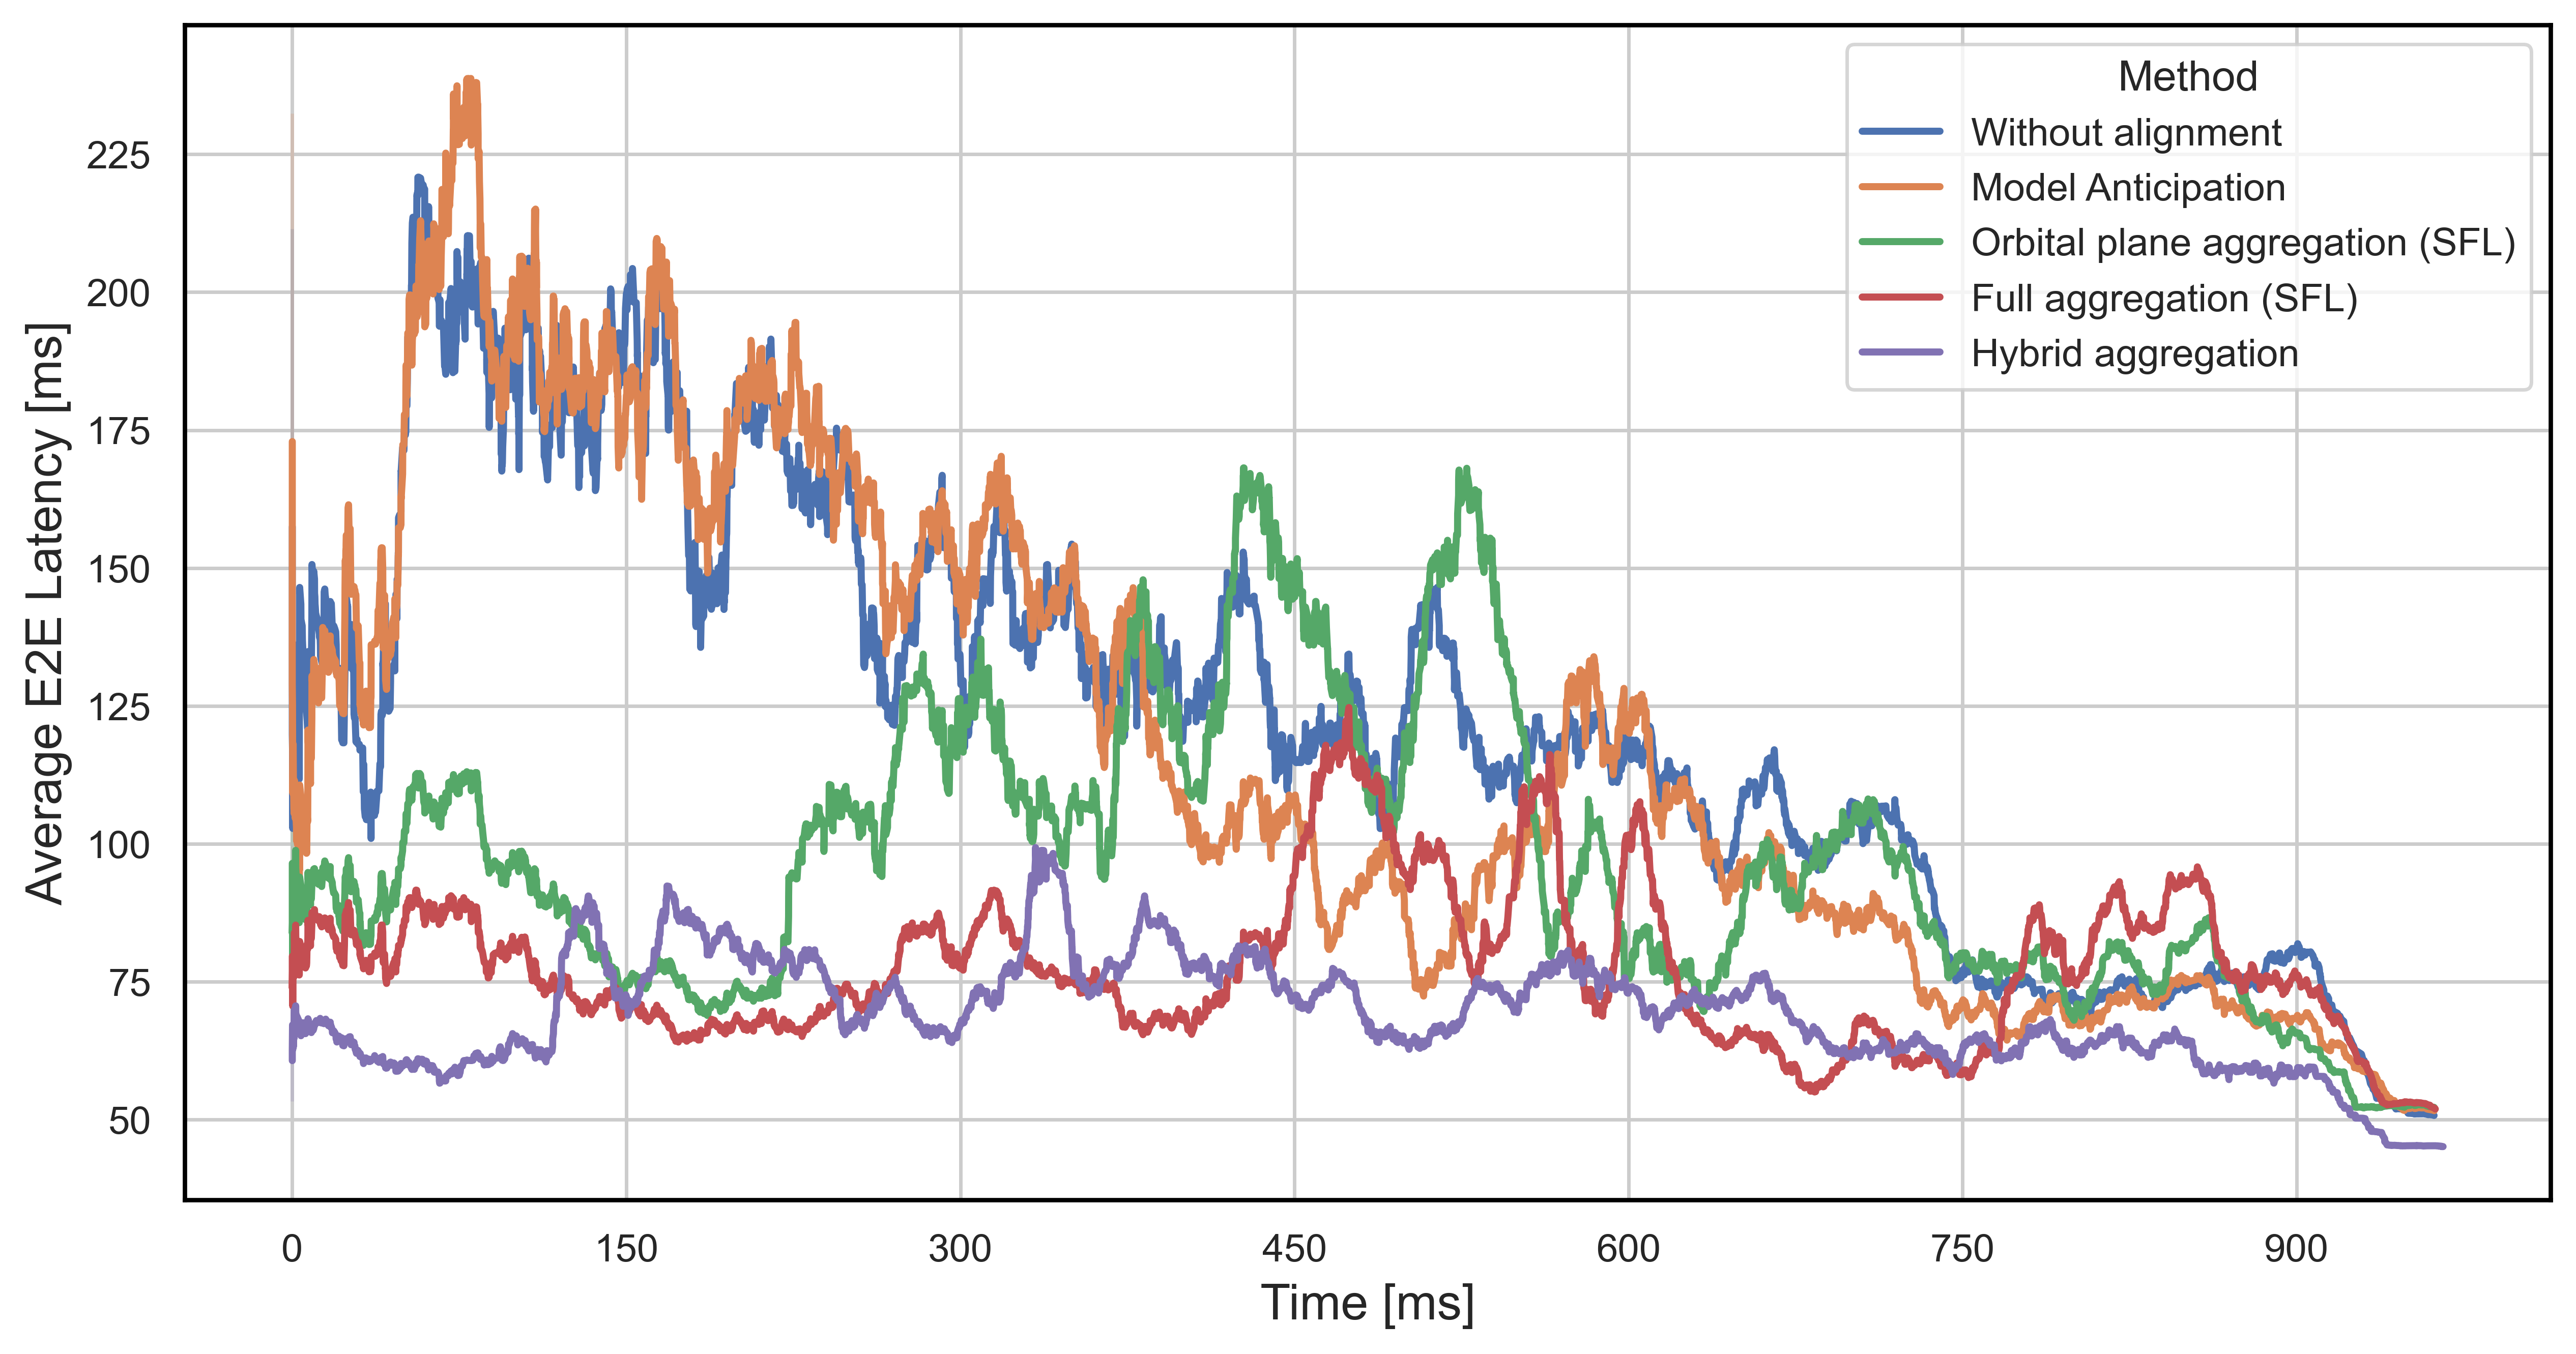 Method
Without alignment
Model Anticipation
Orbital plane aggregation (SFL)
Full aggregation (SFL)
Hybrid aggregation
Average E2E Latency [ms]
225
200
175
150
125
100
75
50
0 150 300 450 600 750 900
Time [ms]